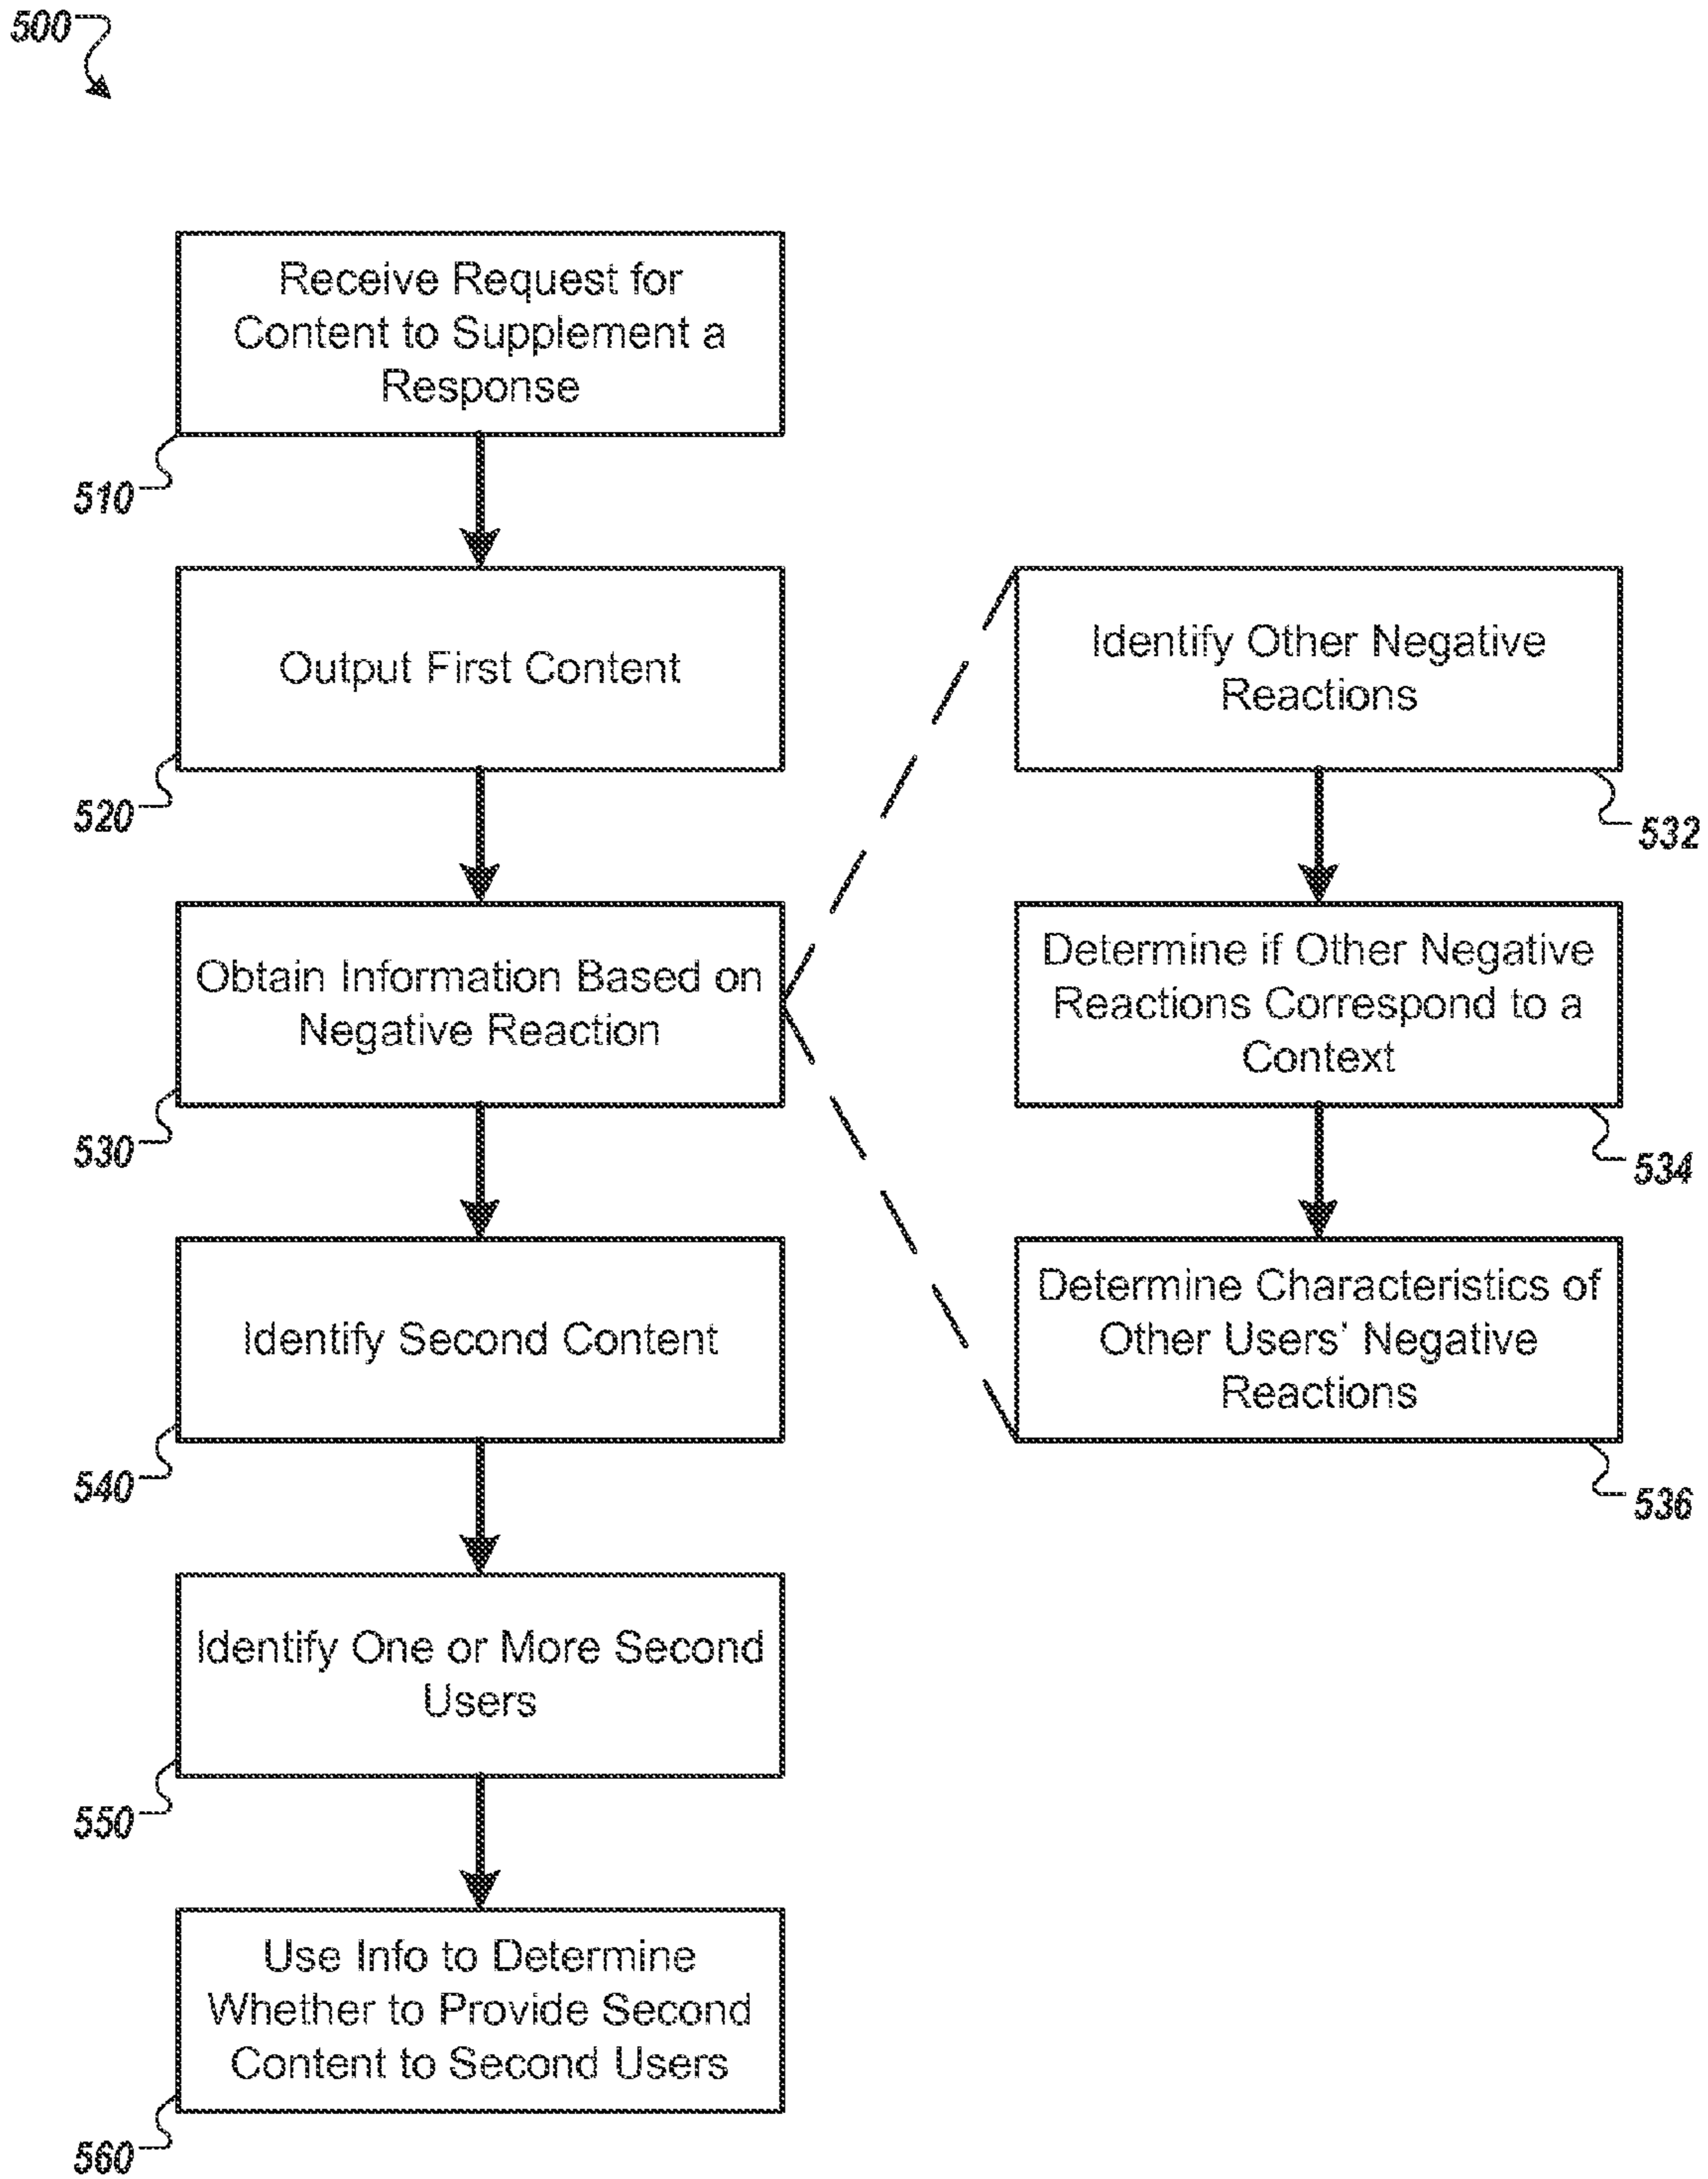 500
Receive Request for
Content to Supplement a
Response
510
Output First Content
520
Obtain Information Based on
Negative Reaction
530
Identify Second Content
540
Identify One or More Second
Users
550
Use Info to Determine
Whether to Provide Second
Content to Second Users
560
Identify Other Negative
Reactions
532
Determine if Other Negative
Reactions Correspond to a
Context
534
Determine Characteristics of
Other Users' Negative
Reactions
536